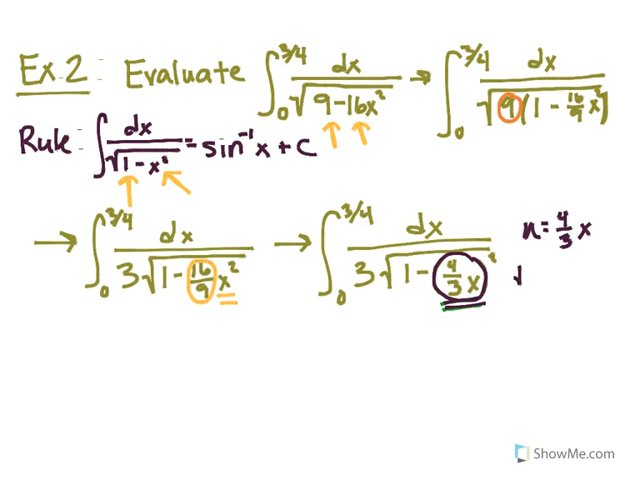 Ex. 2 : Evaluate ∫₀^{3/4} dx / √(9 − 16x²) → ∫₀^{3/4} dx / √(9(1 − 16/9 x²))
Rule: ∫ dx / √(1 − x²) = sin⁻¹ x + C
→ ∫₀^{3/4} dx / 3√(1 − 16/9 x²) → ∫₀^{3/4} dx / 3√(1 − (4/3 x)²) u = 4/3 x
ShowMe.com